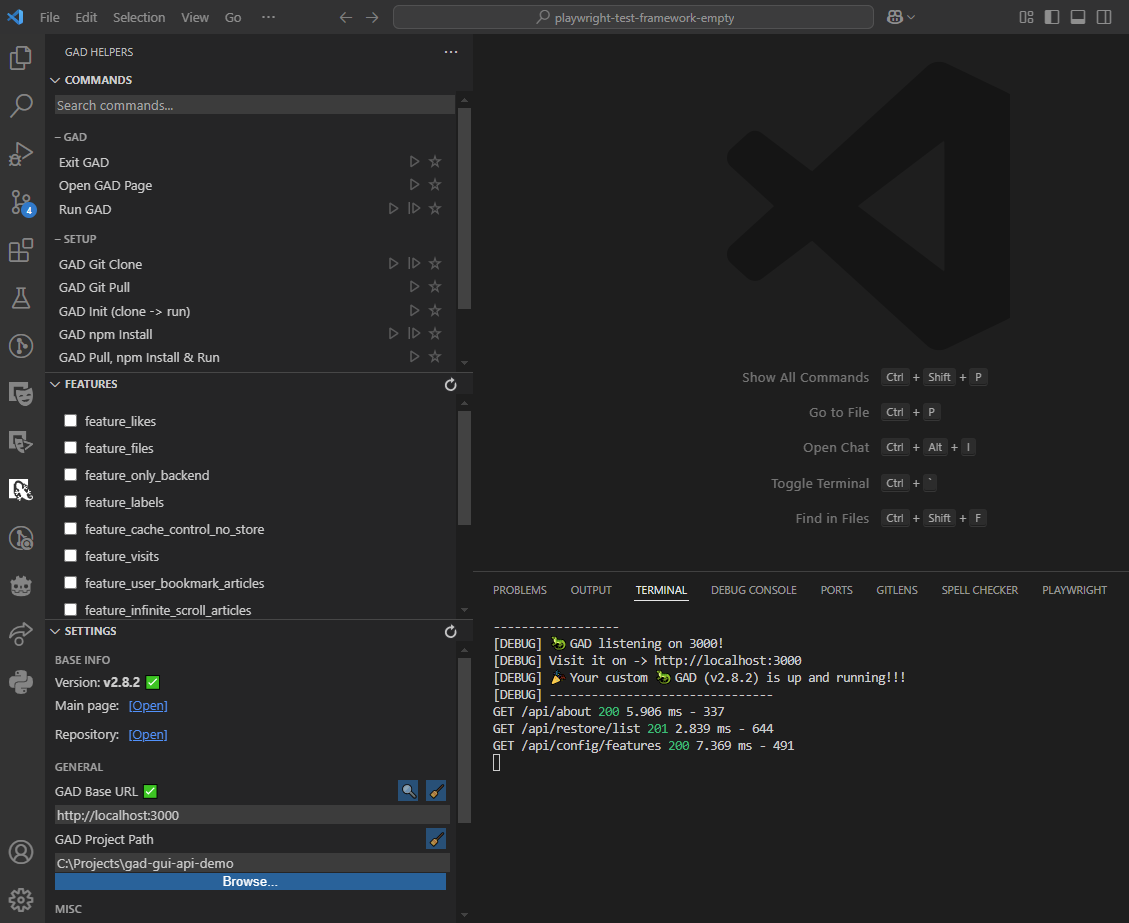 File Edit Selection View Go ···
playwright-test-framework-empty
GAD HELPERS
COMMANDS
Search commands...
– GAD
Exit GAD
Open GAD Page
Run GAD
– SETUP
GAD Git Clone
GAD Git Pull
GAD Init (clone -> run)
GAD npm Install
GAD Pull, npm Install & Run
4
FEATURES
feature_likes
feature_files
feature_only_backend
feature_labels
feature_cache_control_no_store
feature_visits
feature_user_bookmark_articles
feature_infinite_scroll_articles
SETTINGS
BASE INFO
Version: v2.8.2 ✅
Main page: [Open]
Repository: [Open]
GENERAL
GAD Base URL ✅
http://localhost:3000
GAD Project Path
C:\Projects\gad-gui-api-demo
Browse...
MISC
Show All Commands Ctrl + Shift + P
Go to File Ctrl + P
Open Chat Ctrl + Alt + I
Toggle Terminal Ctrl + `
Find in Files Ctrl + Shift + F
PROBLEMS OUTPUT TERMINAL DEBUG CONSOLE PORTS GITLENS SPELL CHECKER PLAYWRIGHT
------------------
[DEBUG] 🦎 GAD listening on 3000!
[DEBUG] Visit it on -> http://localhost:3000
[DEBUG] 🎉 Your custom 🦎 GAD (v2.8.2) is up and running!!!
[DEBUG] --------------------------------
GET /api/about 200 5.906 ms - 337
GET /api/restore/list 201 2.839 ms - 644
GET /api/config/features 200 7.369 ms - 491